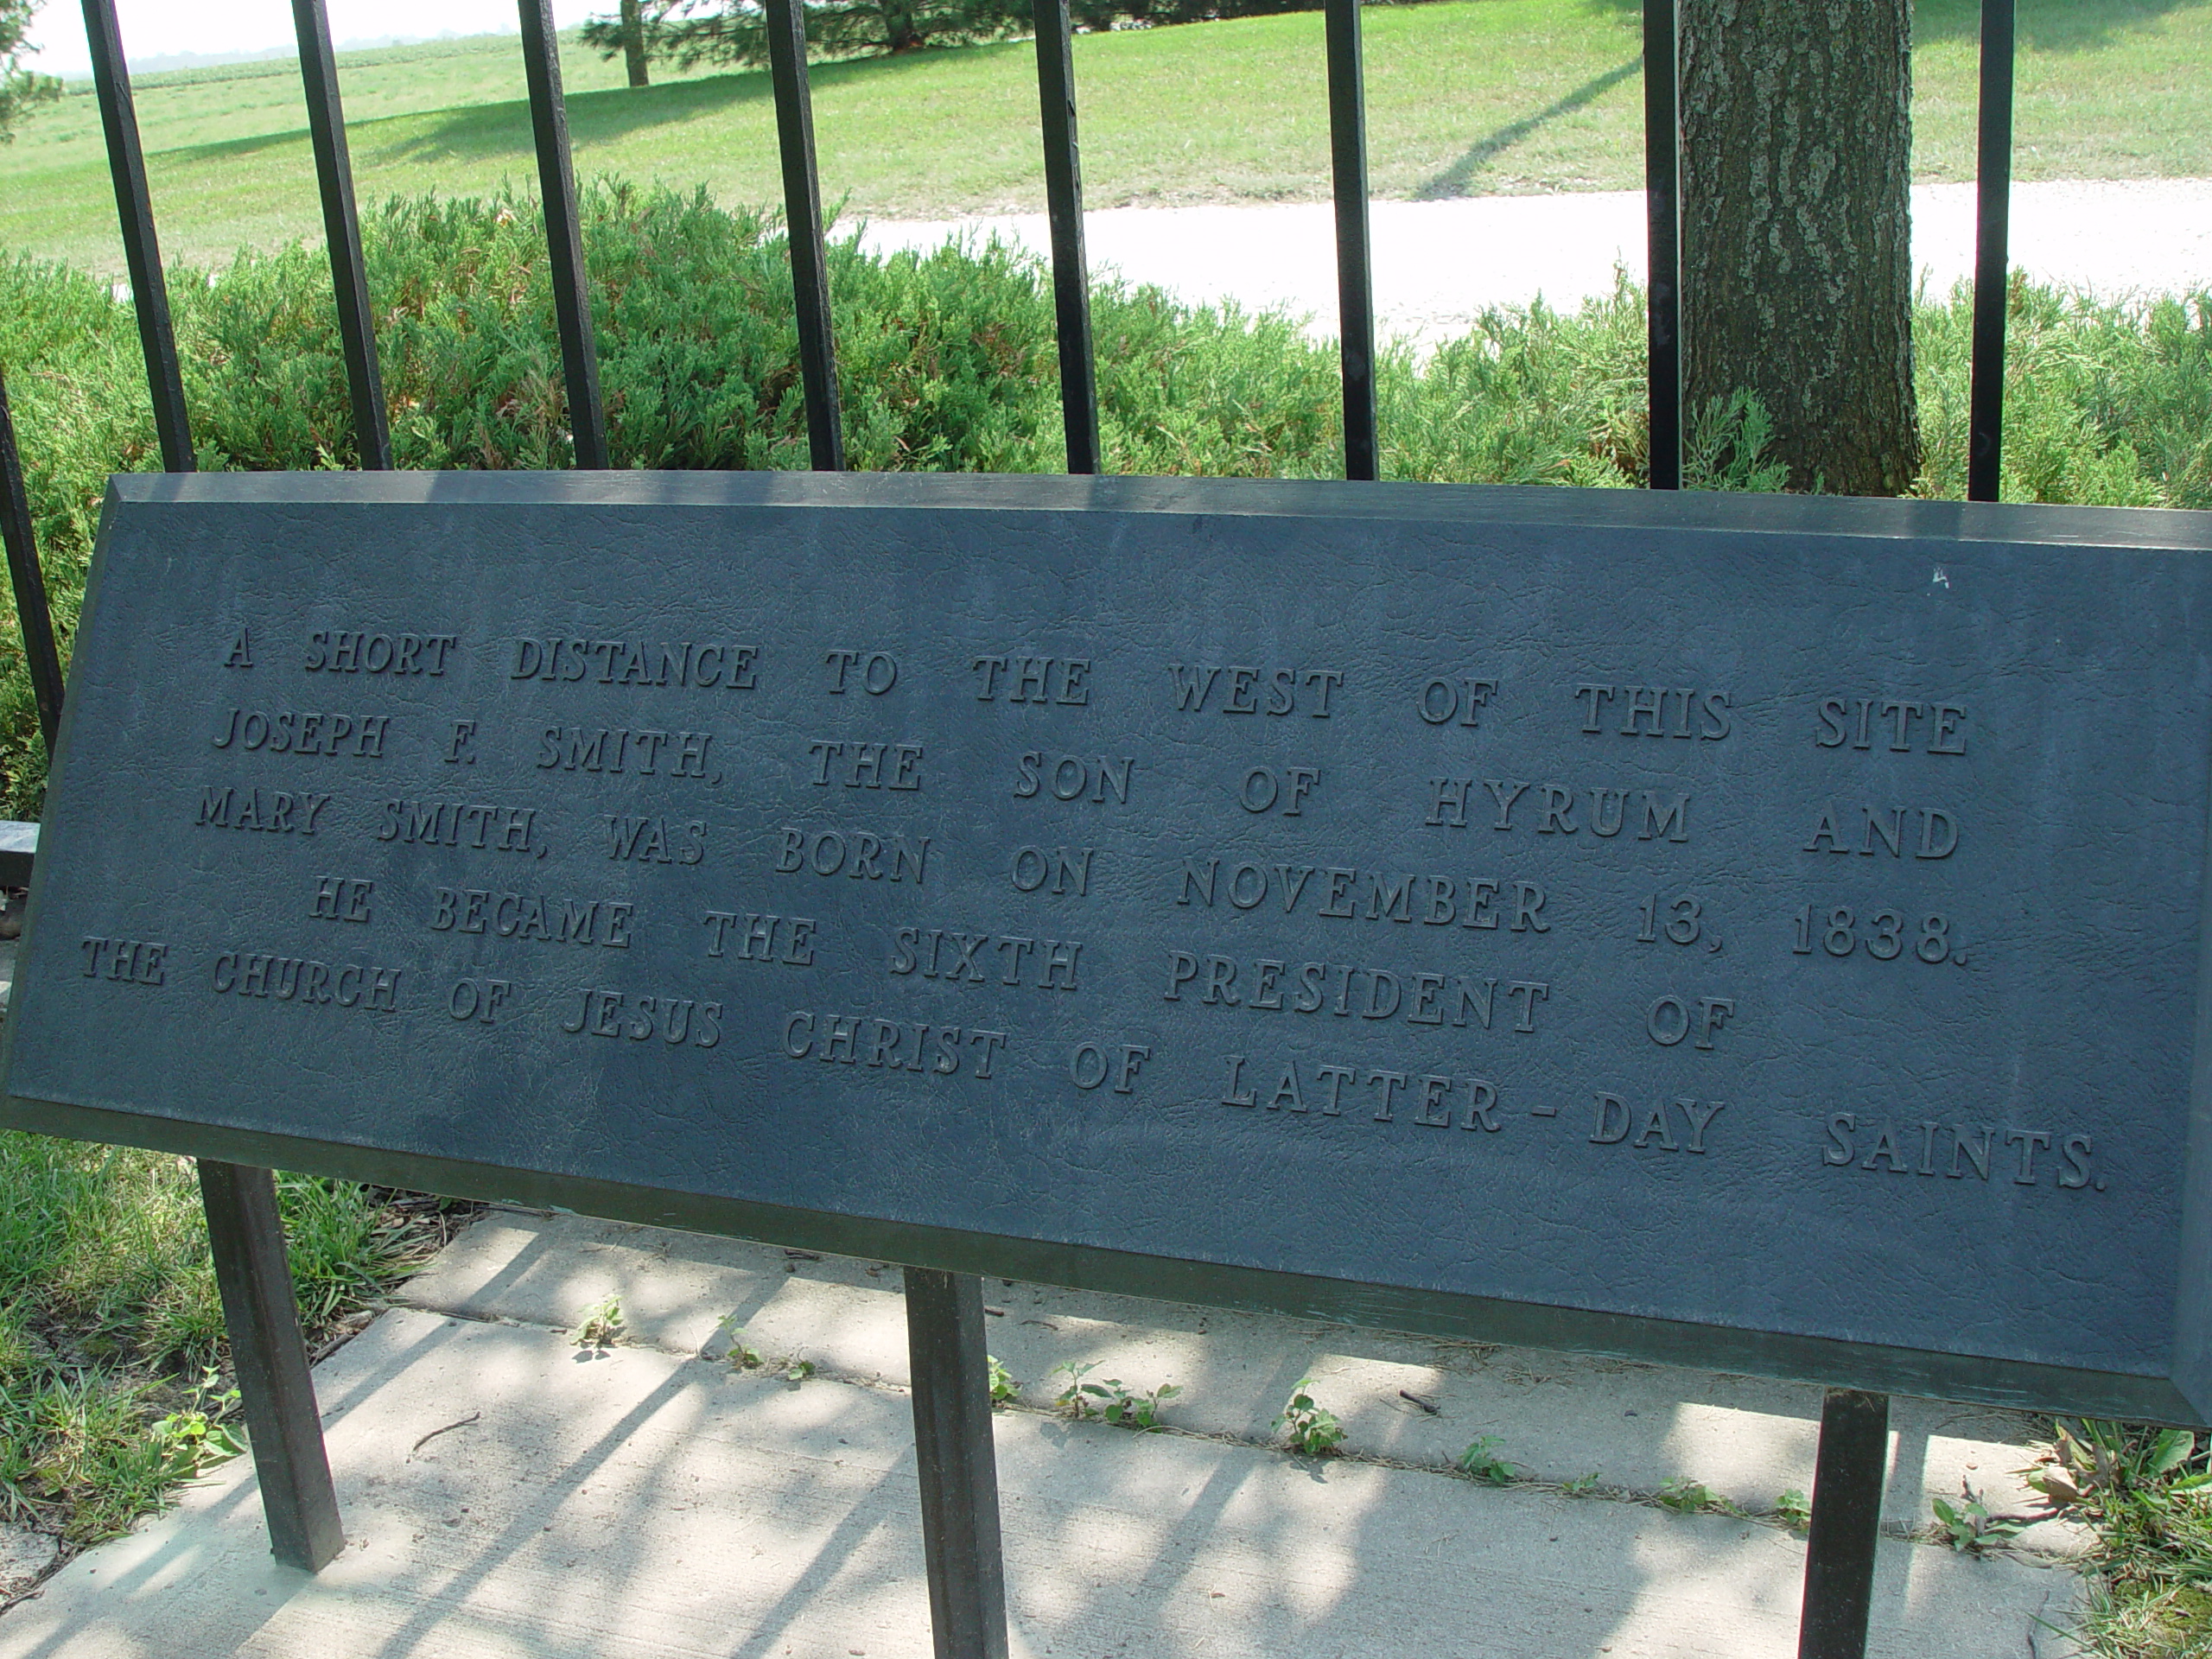 A SHORT DISTANCE TO THE WEST OF THIS SITE
JOSEPH F. SMITH, THE SON OF HYRUM AND
MARY SMITH, WAS BORN ON NOVEMBER 13, 1838.
HE BECAME THE SIXTH PRESIDENT OF
THE CHURCH OF JESUS CHRIST OF LATTER-DAY SAINTS.